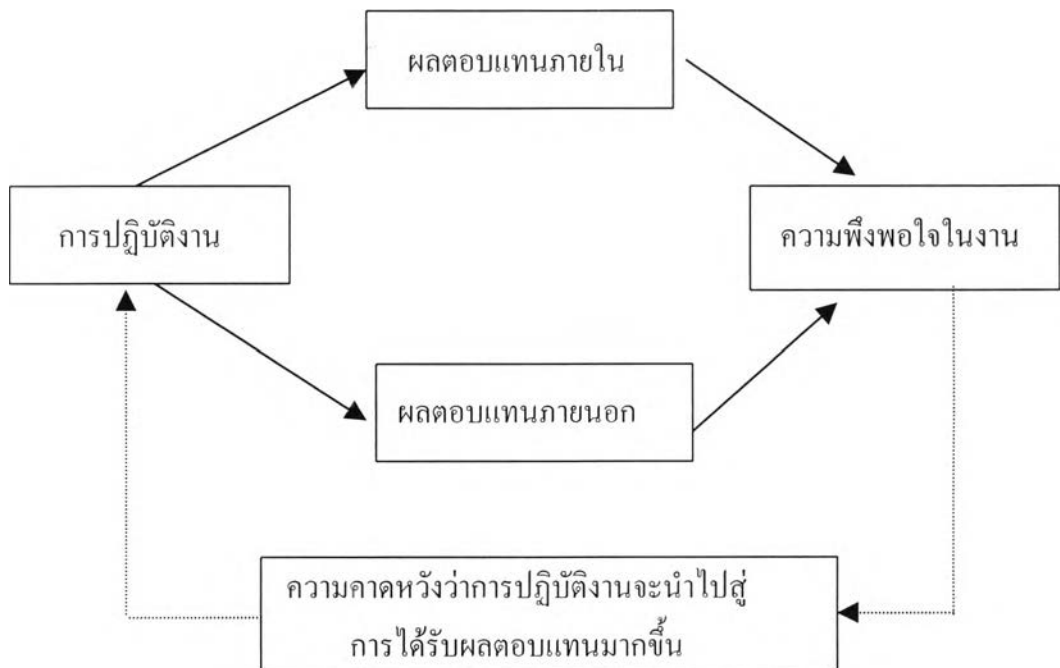 ผลตอบแทนภายใน
การปฏิบัติงาน
ความพึงพอใจในงาน
ผลตอบแทนภายนอก
ความคาดหวังว่าการปฏิบัติงานจะนำไปสู่
การได้รับผลตอบแทนมากขึ้น